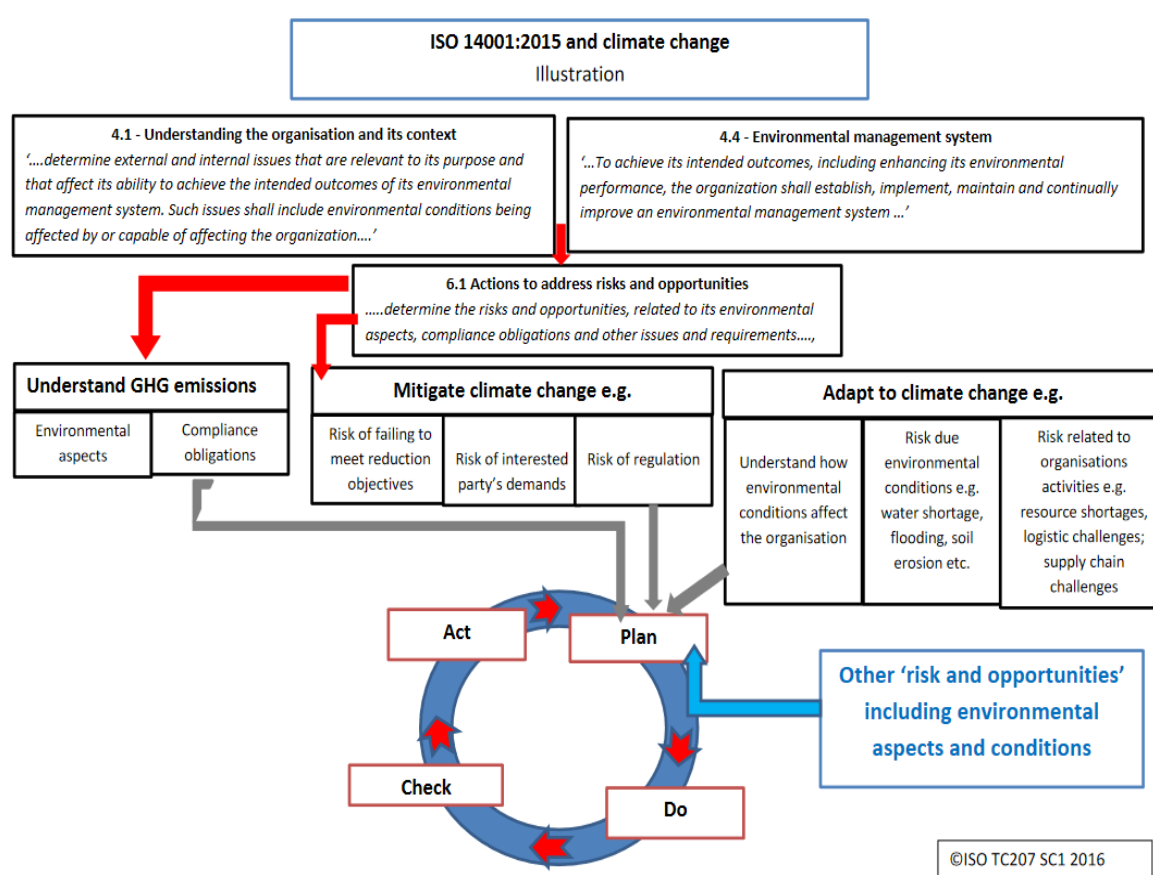 ISO 14001:2015 and climate change
Illustration
4.1 - Understanding the organisation and its context
‘….determine external and internal issues that are relevant to its purpose and
that affect its ability to achieve the intended outcomes of its environmental
management system. Such issues shall include environmental conditions being
affected by or capable of affecting the organization….’
4.4 - Environmental management system
‘…To achieve its intended outcomes, including enhancing its environmental
performance, the organization shall establish, implement, maintain and continually
improve an environmental management system …’
6.1 Actions to address risks and opportunities
…..determine the risks and opportunities, related to its environmental
aspects, compliance obligations and other issues and requirements….,
Understand GHG emissions
Environmental
aspects
Compliance
obligations
Mitigate climate change e.g.
Risk of failing to
meet reduction
objectives
Risk of interested
party’s demands
Risk of regulation
Adapt to climate change e.g.
Understand how
environmental
conditions affect
the organisation
Risk due
environmental
conditions e.g.
water shortage,
flooding, soil
erosion etc.
Risk related to
organisations
activities e.g.
resource shortages,
logistic challenges;
supply chain
challenges
Act
Plan
Check
Do
Other ‘risk and opportunities’
including environmental
aspects and conditions
©ISO TC207 SC1 2016